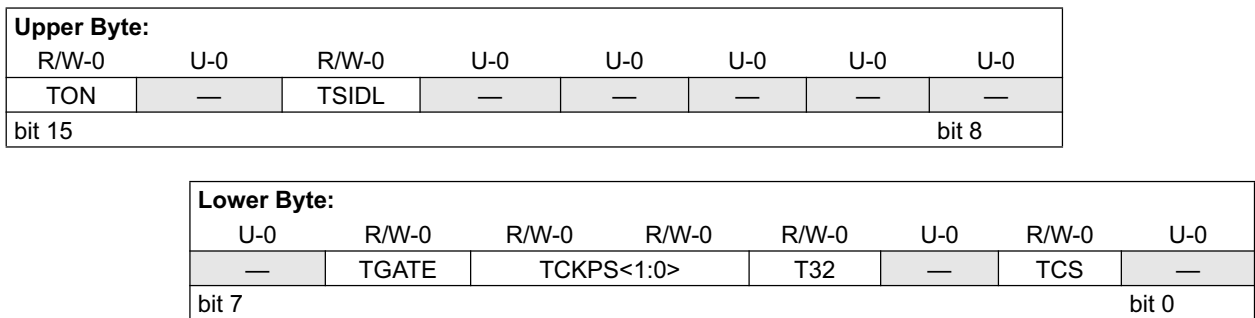 Upper Byte:
R/W-0 U-0 R/W-0 U-0 U-0 U-0 U-0 U-0
TON — TSIDL — — — — —
bit 15 bit 8
Lower Byte:
U-0 R/W-0 R/W-0 R/W-0 R/W-0 U-0 R/W-0 U-0
— TGATE TCKPS<1:0> T32 — TCS —
bit 7 bit 0